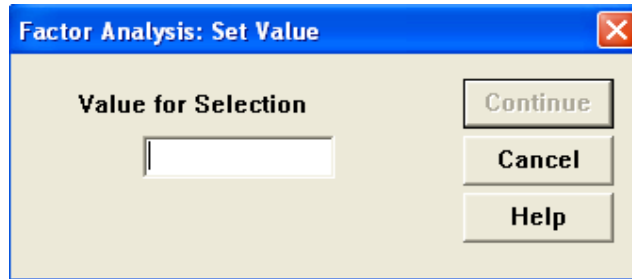 Factor Analysis: Set Value
Value for Selection
Continue
Cancel
Help